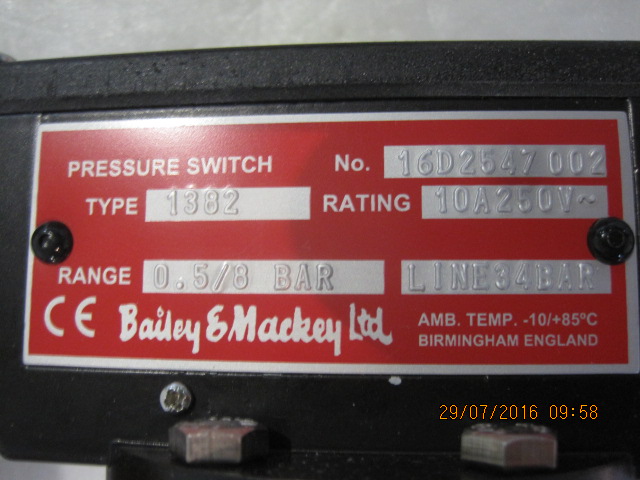 PRESSURE SWITCH No. 16D2547 002
TYPE 1382 RATING 10A250V~
RANGE 0.5/8 BAR LINE34BAR
CE Bailey & Mackey Ltd AMB. TEMP. -10/+85ºC
BIRMINGHAM ENGLAND
29/07/2016 09:58